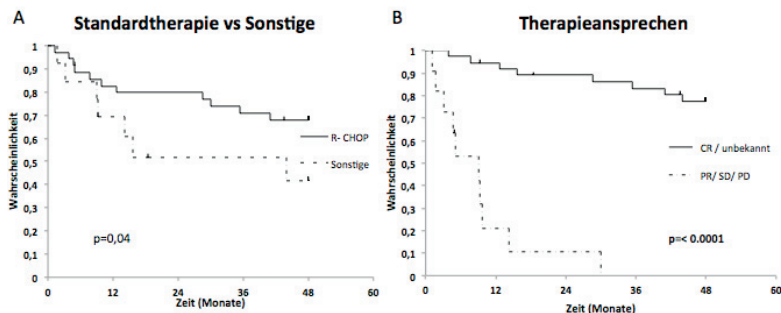 A
Standardtherapie vs Sonstige
Wahrscheinlichkeit
1
0,9
0,8
0,7
0,6
0,5
0,4
0,3
0,2
0,1
0
R- CHOP
Sonstige
p=0,04
0 12 24 36 48 60
Zeit (Monate)
B
Therapieansprechen
Wahrscheinlichkeit
1
0,9
0,8
0,7
0,6
0,5
0,4
0,3
0,2
0,1
0
CR / unbekannt
PR/ SD/ PD
p=< 0.0001
0 12 24 36 48 60
Zeit (Monate)